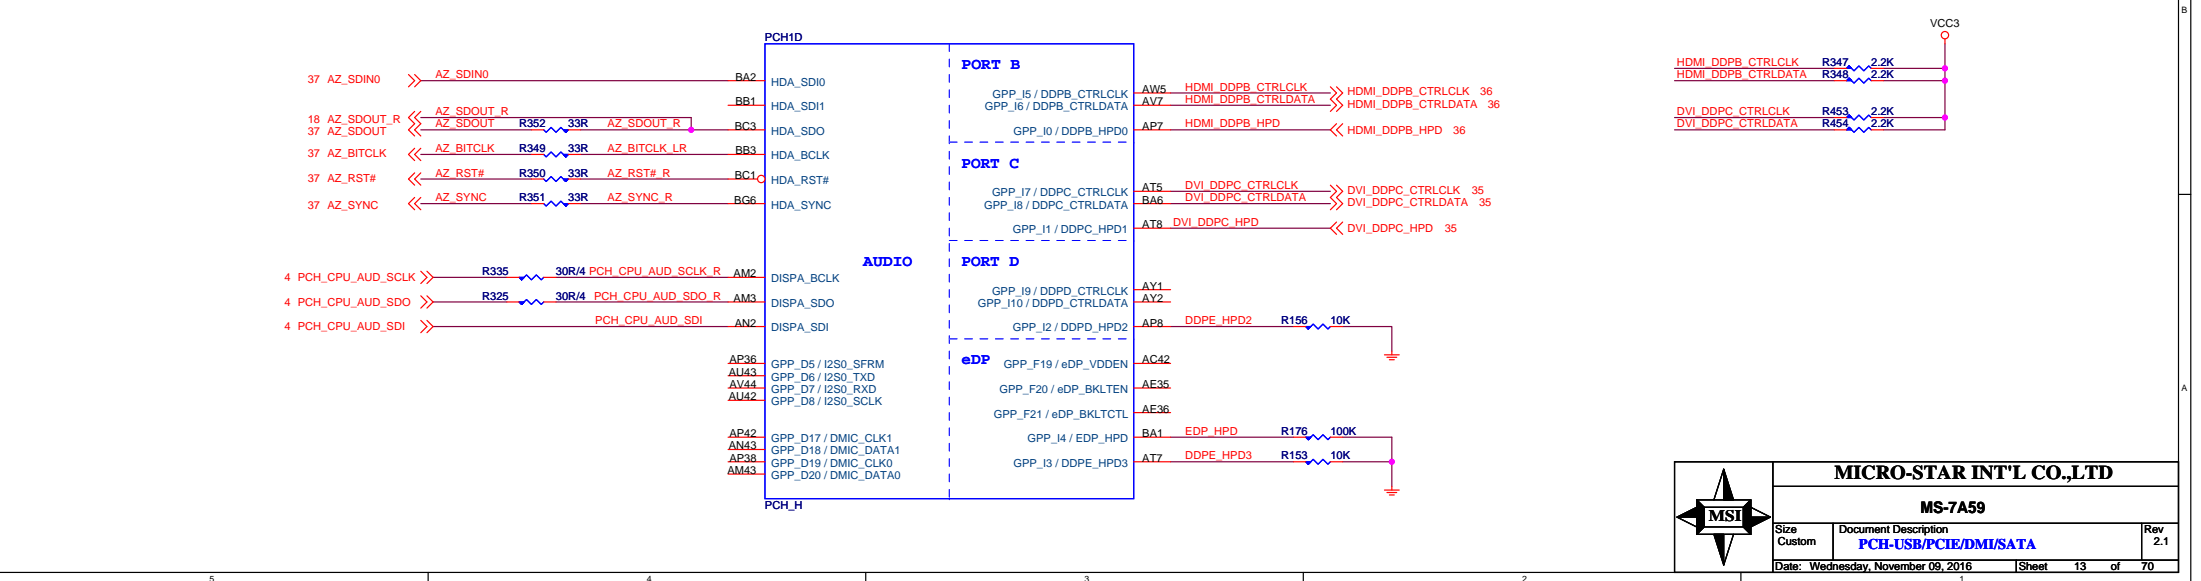 B
VCC3
PCH1D
37 AZ_SDIN0 AZ_SDIN0 BA2 HDA_SDI0
BB1 HDA_SDI1
18 AZ_SDOUT_R AZ_SDOUT_R
37 AZ_SDOUT AZ_SDOUT R352 33R AZ_SDOUT_R BC3 HDA_SDO
37 AZ_BITCLK AZ_BITCLK R349 33R AZ_BITCLK_LR BB3 HDA_BCLK
37 AZ_RST# AZ_RST# R350 33R AZ_RST#_R BC1 HDA_RST#
37 AZ_SYNC AZ_SYNC R351 33R AZ_SYNC_R BG6 HDA_SYNC
AUDIO
4 PCH_CPU_AUD_SCLK R335 30R/4 PCH_CPU_AUD_SCLK_R AM2 DISPA_BCLK
4 PCH_CPU_AUD_SDO R325 30R/4 PCH_CPU_AUD_SDO_R AM3 DISPA_SDO
4 PCH_CPU_AUD_SDI PCH_CPU_AUD_SDI AN2 DISPA_SDI
AP36 GPP_D5 / I2S0_SFRM
AU43 GPP_D6 / I2S0_TXD
AV44 GPP_D7 / I2S0_RXD
AU42 GPP_D8 / I2S0_SCLK
AP42 GPP_D17 / DMIC_CLK1
AN43 GPP_D18 / DMIC_DATA1
AP38 GPP_D19 / DMIC_CLK0
AM43 GPP_D20 / DMIC_DATA0
PCH_H
PORT B
GPP_I5 / DDPB_CTRLCLK AW5 HDMI_DDPB_CTRLCLK HDMI_DDPB_CTRLCLK 36
GPP_I6 / DDPB_CTRLDATA AV7 HDMI_DDPB_CTRLDATA HDMI_DDPB_CTRLDATA 36
GPP_I0 / DDPB_HPD0 AP7 HDMI_DDPB_HPD HDMI_DDPB_HPD 36
PORT C
GPP_I7 / DDPC_CTRLCLK AT5 DVI_DDPC_CTRLCLK DVI_DDPC_CTRLCLK 35
GPP_I8 / DDPC_CTRLDATA BA6 DVI_DDPC_CTRLDATA DVI_DDPC_CTRLDATA 35
GPP_I1 / DDPC_HPD1 AT8 DVI_DDPC_HPD DVI_DDPC_HPD 35
PORT D
GPP_I9 / DDPD_CTRLCLK AY1
GPP_I10 / DDPD_CTRLDATA AY2
GPP_I2 / DDPD_HPD2 AP8 DDPE_HPD2 R156 10K
eDP
GPP_F19 / eDP_VDDEN AC42
GPP_F20 / eDP_BKLTEN AE35
GPP_F21 / eDP_BKLTCTL AE36
GPP_I4 / EDP_HPD BA1 EDP_HPD R176 100K
GPP_I3 / DDPE_HPD3 AT7 DDPE_HPD3 R153 10K
HDMI_DDPB_CTRLCLK R347 2.2K
HDMI_DDPB_CTRLDATA R348 2.2K
DVI_DDPC_CTRLCLK R453 2.2K
DVI_DDPC_CTRLDATA R454 2.2K
A
MSI
MICRO-STAR INT'L CO.,LTD
MS-7A59
Size Document Description Rev
Custom PCH-USB/PCIE/DMI/SATA 2.1
Date: Wednesday, November 09, 2016 Sheet 13 of 70
5 4 3 2 1